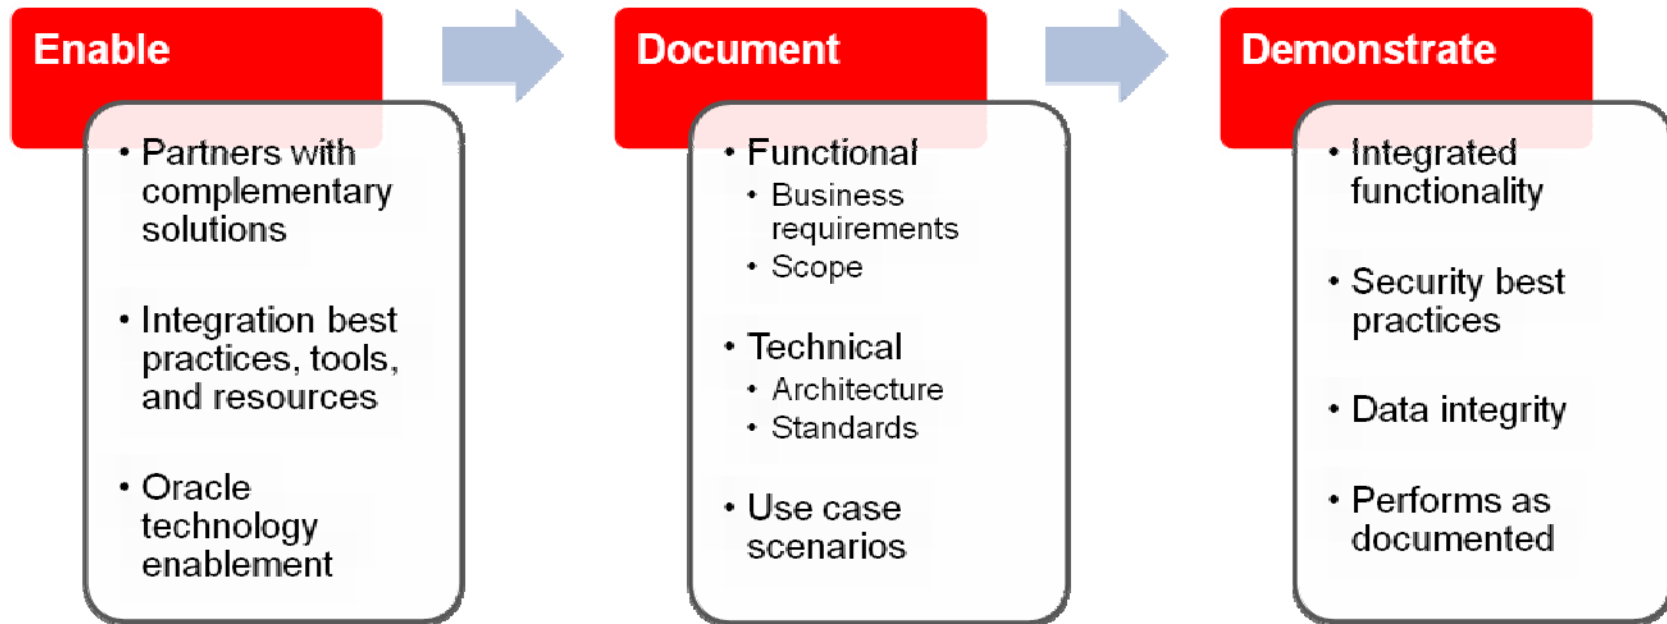 Enable
• Partners with
complementary
solutions
• Integration best
practices, tools,
and resources
• Oracle
technology
enablement
Document
• Functional
• Business
requirements
• Scope
• Technical
• Architecture
• Standards
• Use case
scenarios
Demonstrate
• Integrated
functionality
• Security best
practices
• Data integrity
• Performs as
documented